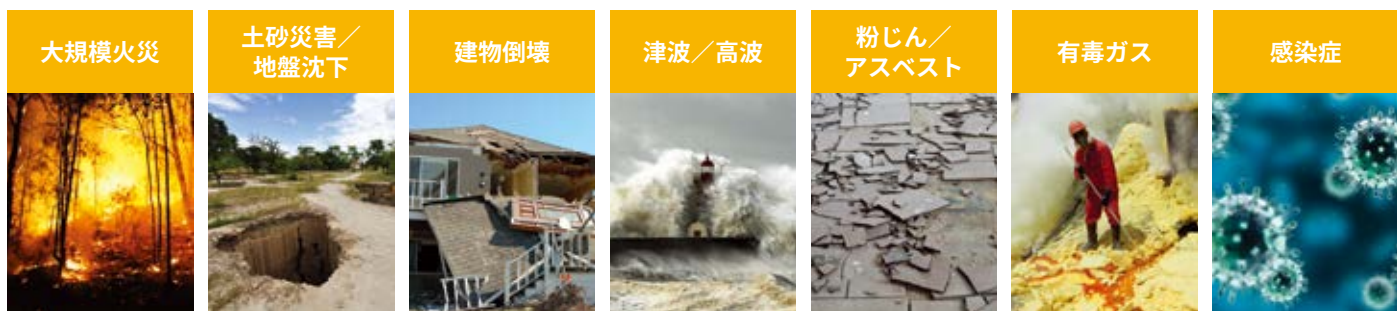 大規模火災
土砂災害／
地盤沈下
建物倒壊
津波／高波
粉じん／
アスベスト
有毒ガス
感染症